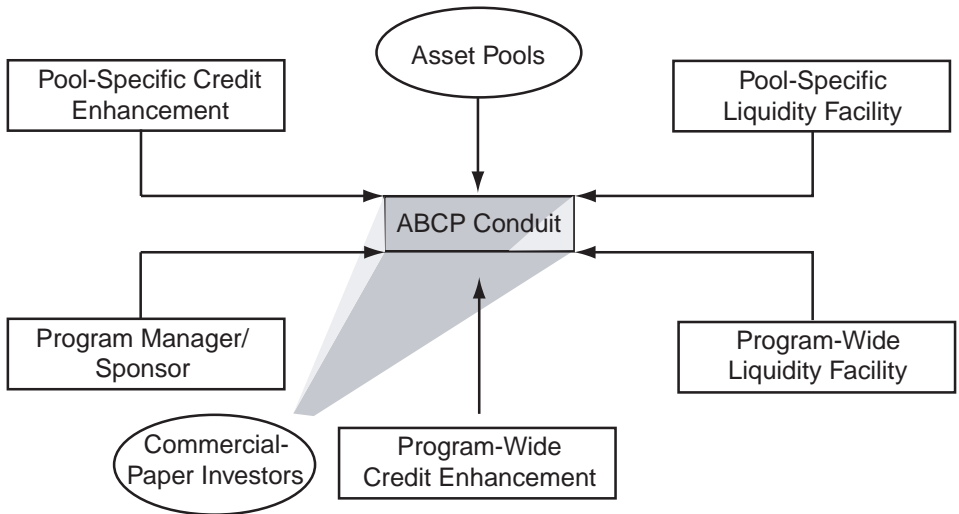 Asset Pools
Pool-Specific Credit
Enhancement
Pool-Specific
Liquidity Facility
ABCP Conduit
Program Manager/
Sponsor
Program-Wide
Liquidity Facility
Commercial-
Paper Investors
Program-Wide
Credit Enhancement